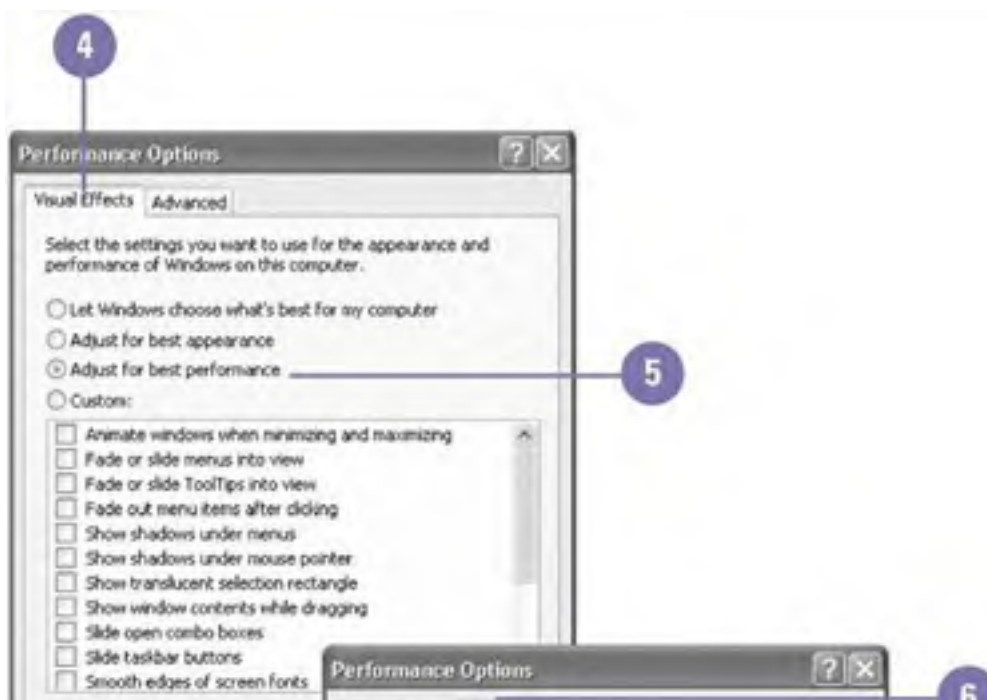 4
Performance Options
Visual Effects Advanced
Select the settings you want to use for the appearance and
performance of Windows on this computer.
Let Windows choose what's best for my computer
Adjust for best appearance
Adjust for best performance
5
Custom:
Animate windows when minimizing and maximizing
Fade or slide menus into view
Fade or slide ToolTips into view
Fade out menu items after clicking
Show shadows under menus
Show shadows under mouse pointer
Show translucent selection rectangle
Show window contents while dragging
Slide open combo boxes
Slide taskbar buttons
Smooth edges of screen fonts
Performance Options
6